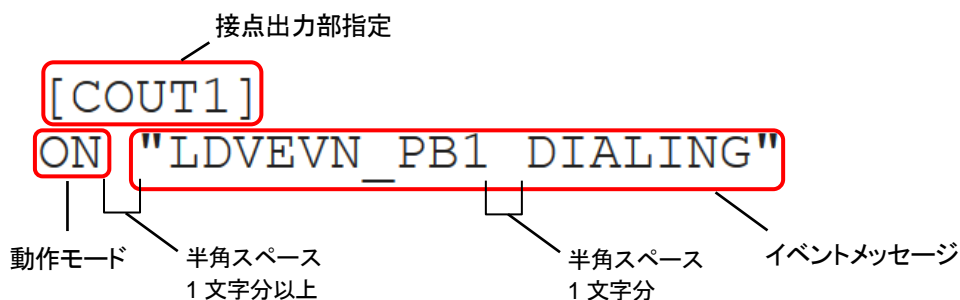 接点出力部指定
[COUT1]
ON "LDVEVN_PB1 DIALING"
動作モード
半角スペース
1文字分以上
半角スペース
1文字分
イベントメッセージ